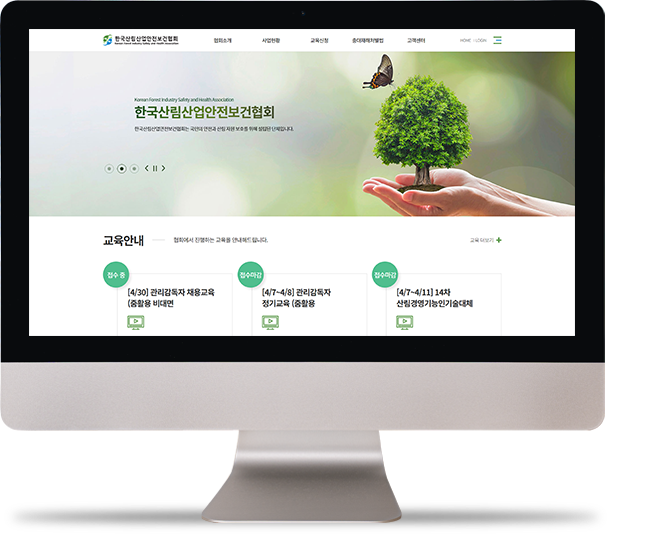 한국산림산업안전보건협회
Korean Forest Industry Safety and Health Association
협회소개
사업현황
교육신청
중대재해처벌법
고객센터
HOME
LOGIN
Korean Forest Industry Safety and Health Association
한국산림산업안전보건협회
한국산림산업안전보건협회는 국민의 안전과 산림 자원 보호를 위해 설립된 단체입니다.
교육안내
협회에서 진행하는 교육을 안내해드립니다.
교육 더보기
접수 중
[4/30] 관리감독자 채용교육
(줌활용 비대면
접수마감
[4/7~4/8] 관리감독자
정기교육 (줌활용
접수마감
[4/7~4/11] 14차
산림경영기능인기술대체